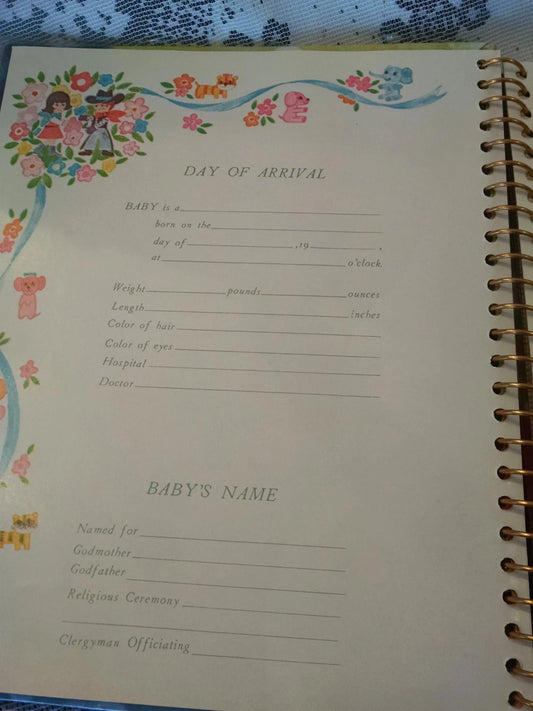 DAY OF ARRIVAL
BABY is a
born on the
day of ,19 ,
at o'clock.
Weight pounds ounces
Length inches
Color of hair
Color of eyes
Hospital
Doctor
BABY'S NAME
Named for
Godmother
Godfather
Religious Ceremony
Clergyman Officiating